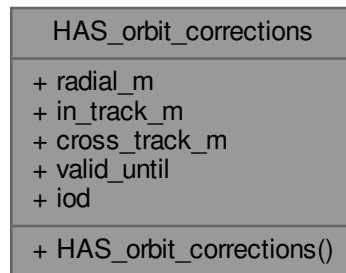 HAS_orbit_corrections
+ radial_m
+ in_track_m
+ cross_track_m
+ valid_until
+ iod
+ HAS_orbit_corrections()